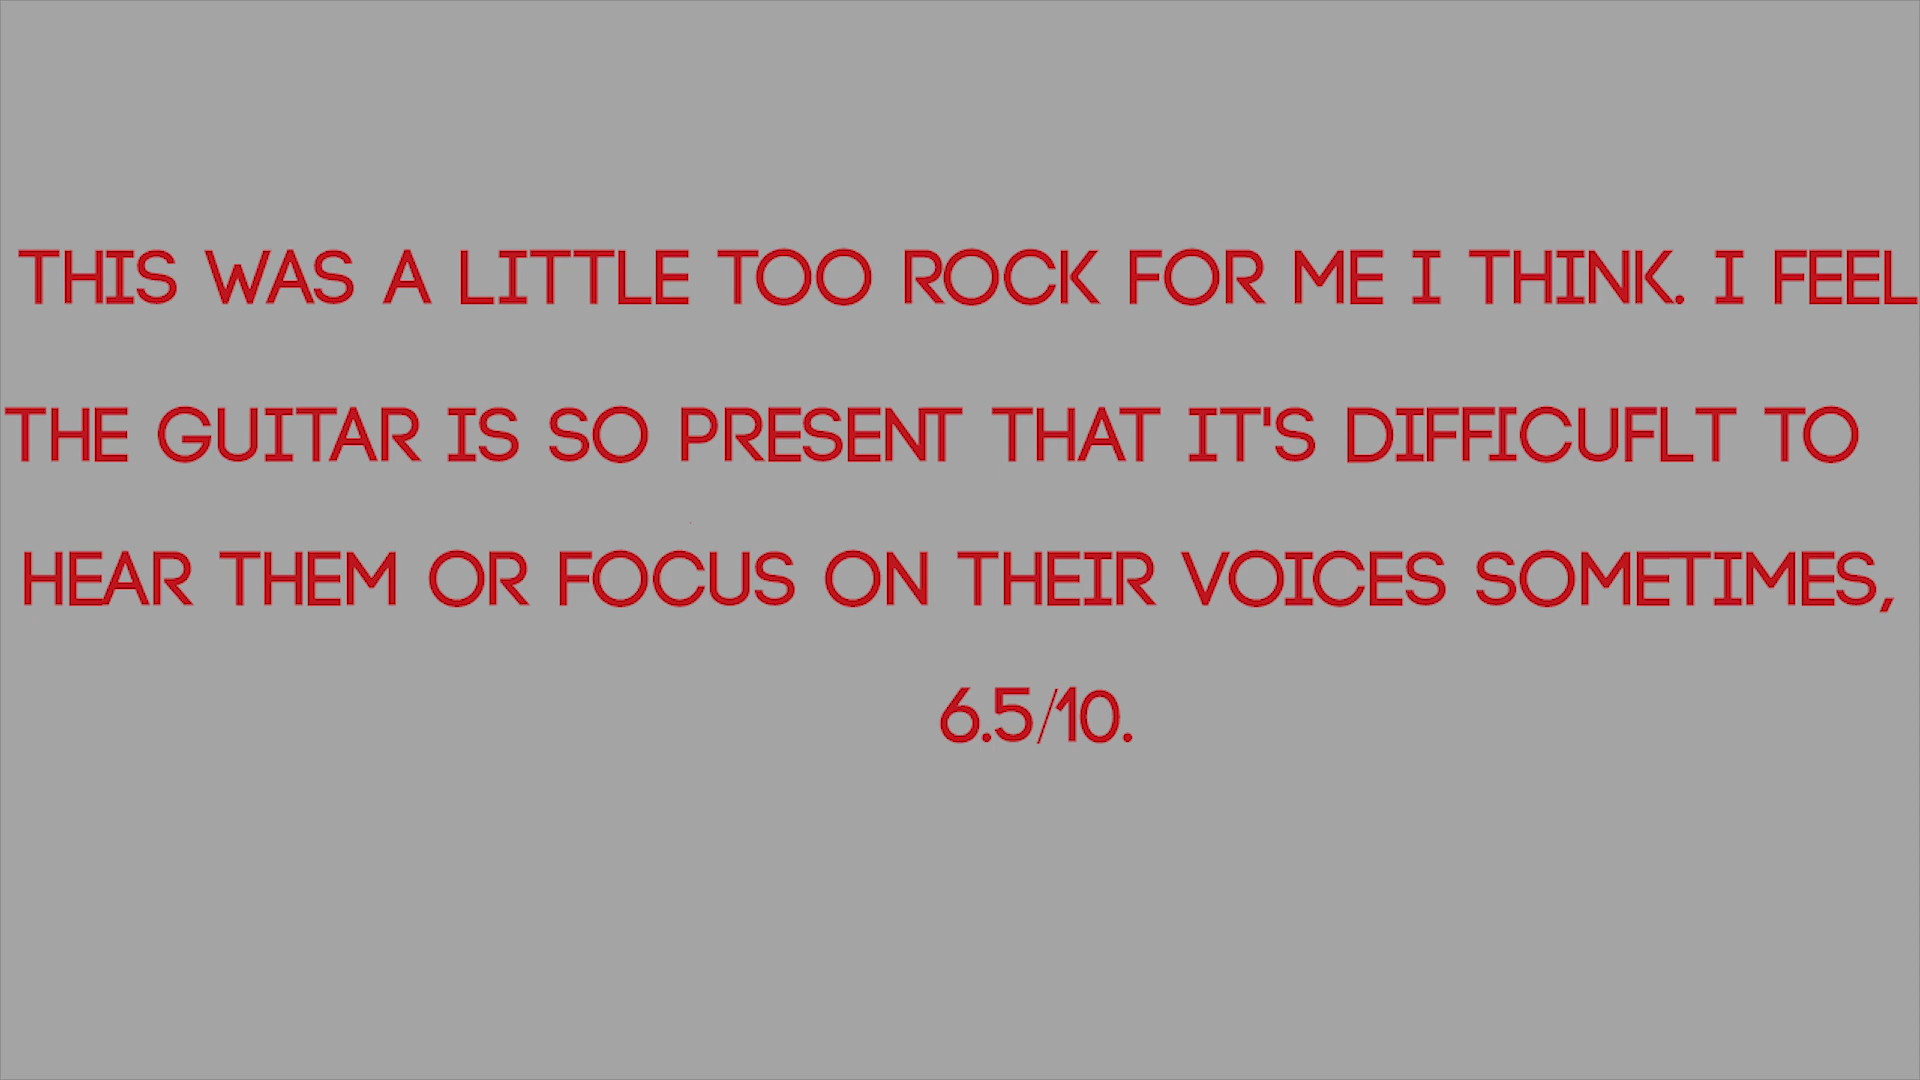 THIS WAS A LITTLE TOO ROCK FOR ME I THINK. I FEEL
THE GUITAR IS SO PRESENT THAT IT'S DIFFICUFLT TO
HEAR THEM OR FOCUS ON THEIR VOICES SOMETIMES,
6.5/10.